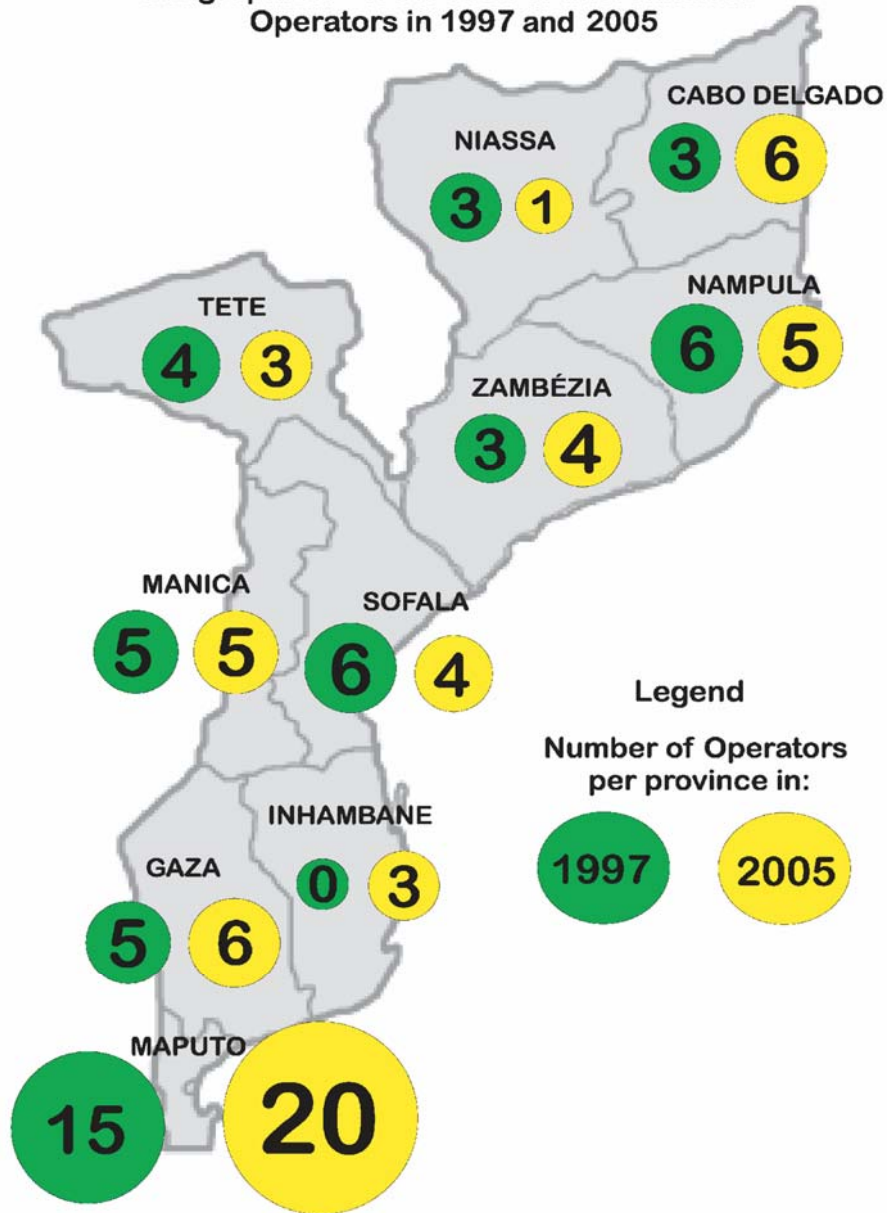 Operators in 1997 and 2005
CABO DELGADO
3 6
NIASSA
3 1
NAMPULA
6 5
TETE
4 3
ZAMBÉZIA
3 4
MANICA
5 5
SOFALA
6 4
Legend
Number of Operators
per province in:
1997 2005
INHAMBANE
0 3
GAZA
5 6
MAPUTO
15 20